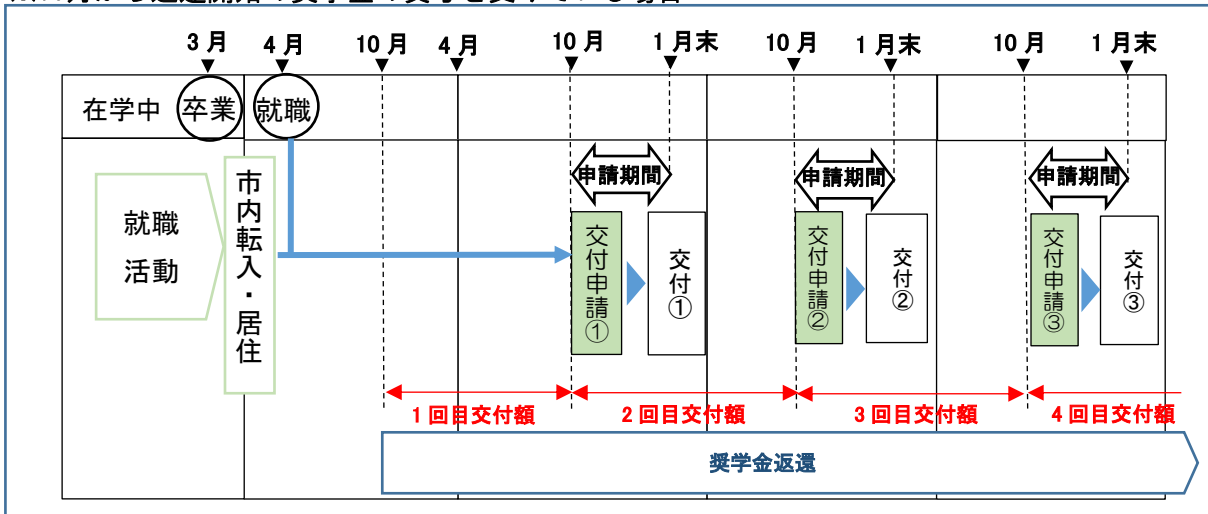 3月
4月
10月
4月
10月
1月末
10月
1月末
10月
1月末
在学中
卒業
就職
就職
活動
市内転入・居住
申請期間
申請期間
申請期間
交付申請①
交付①
交付申請②
交付②
交付申請③
交付③
1回目交付額
2回目交付額
3回目交付額
4回目交付額
奨学金返還